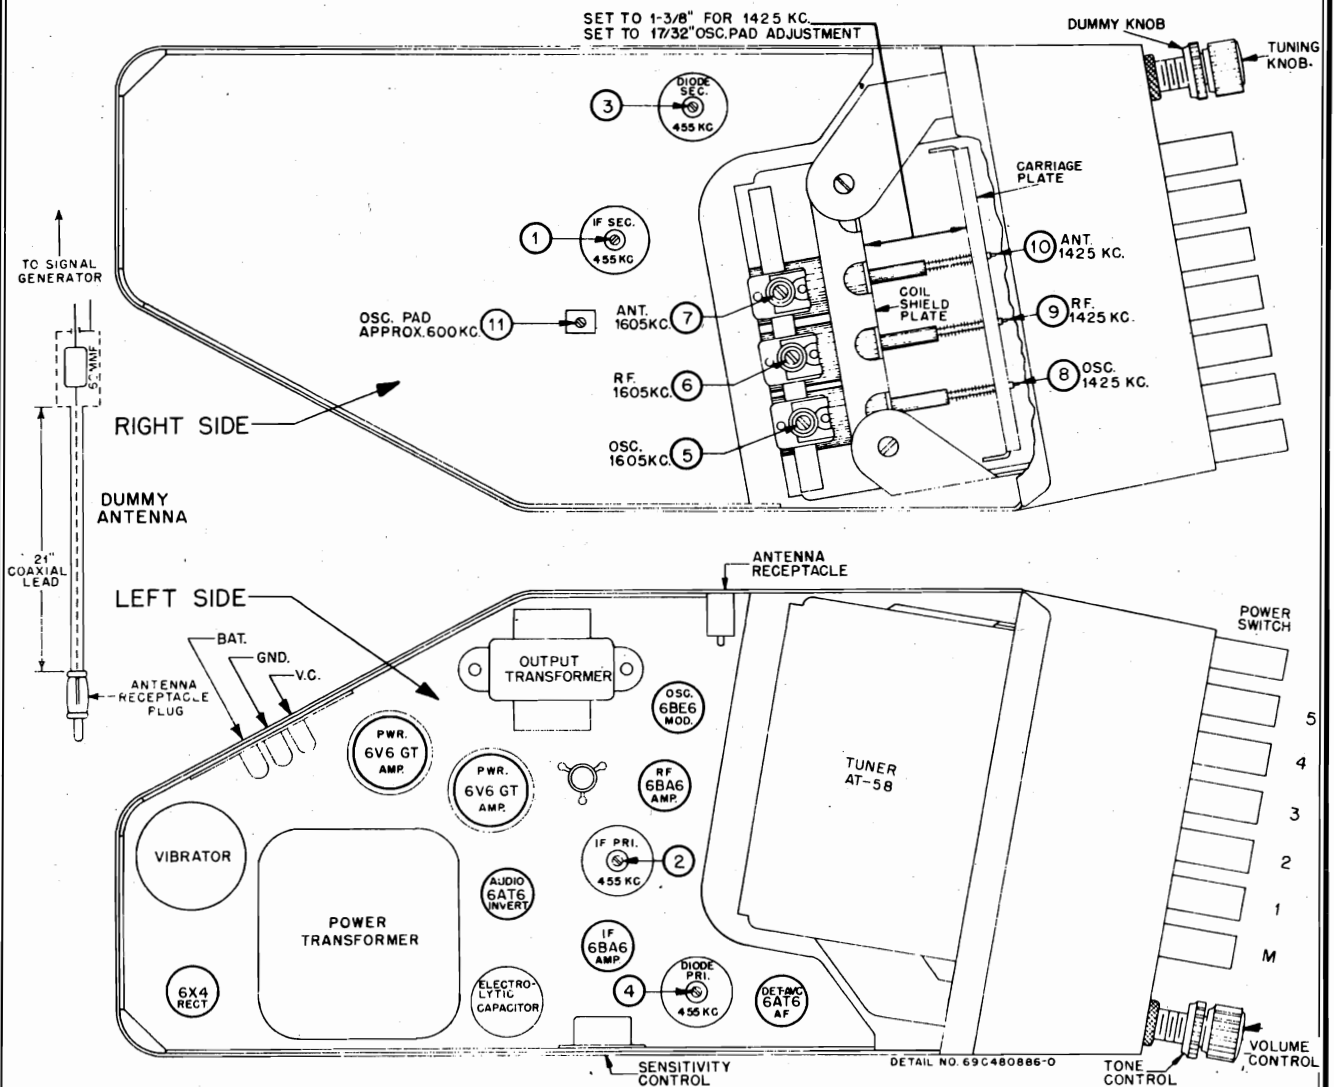 SET TO 1-3/8" FOR 1425 KC.
SET TO 17/32" OSC. PAD ADJUSTMENT
DUMMY KNOB
TUNING
KNOB.
DIODE
SEC.
455 KC
3
CARRIAGE
PLATE
IF SEC.
455 KC
1
10
ANT.
1425 KC.
TO SIGNAL
GENERATOR
COIL
SHIELD
PLATE
OSC. PAD
APPROX. 600 KC.
11
ANT.
1605 KC.
7
9
RF.
1425 KC.
MMF
RF.
1605 KC.
6
8
OSC.
1425 KC.
RIGHT SIDE
OSC.
1605 KC.
5
DUMMY
ANTENNA
21"
COAXIAL
LEAD
ANTENNA
RECEPTACLE
LEFT SIDE
POWER
SWITCH
BAT.
GND.
V.C.
OUTPUT
TRANSFORMER
ANTENNA
RECEPTACLE
PLUG
OSC.
6BE6
MOD.
5
PWR.
6V6 GT
AMP.
PWR.
6V6 GT
AMP.
RF
6BA6
AMP.
TUNER
AT-58
4
3
VIBRATOR
IF PRI.
455 KC
2
2
AUDIO
6AT6
INVERT
1
POWER
TRANSFORMER
IF
6BA6
AMP.
M
6X4
RECT
ELECTRO-
LYTIC
CAPACITOR
4
DIODE
PRI.
455 KC
DET-AVC
6AT6
AF
SENSITIVITY
CONTROL
DETAIL NO. 69C480886-0
TONE
CONTROL
VOLUME
CONTROL